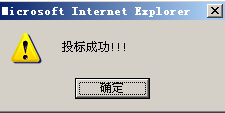 Microsoft Internet Explorer
投标成功!!!
确定